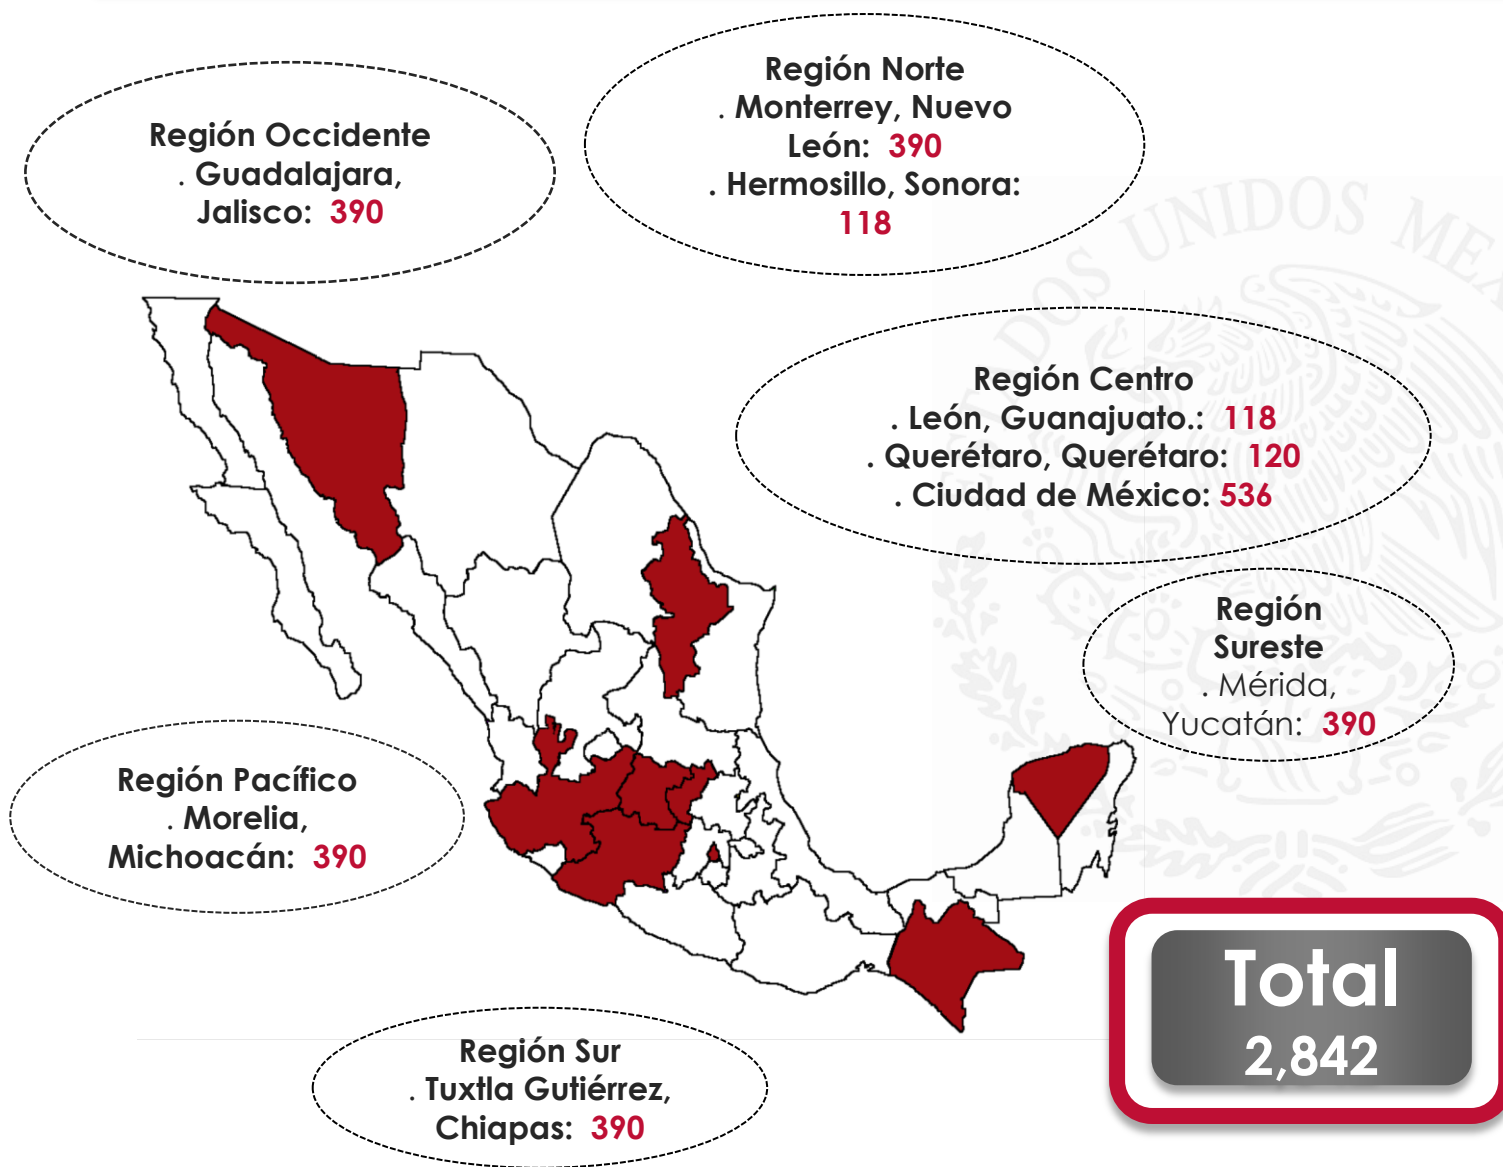 Región Occidente
. Guadalajara,
Jalisco: 390
Región Norte
. Monterrey, Nuevo
León: 390
. Hermosillo, Sonora:
118
Región Centro
. León, Guanajuato.: 118
. Querétaro, Querétaro: 120
. Ciudad de México: 536
Región
Sureste
. Mérida,
Yucatán: 390
Región Pacífico
. Morelia,
Michoacán: 390
Región Sur
. Tuxtla Gutiérrez,
Chiapas: 390
Total
2,842
UNIDOS